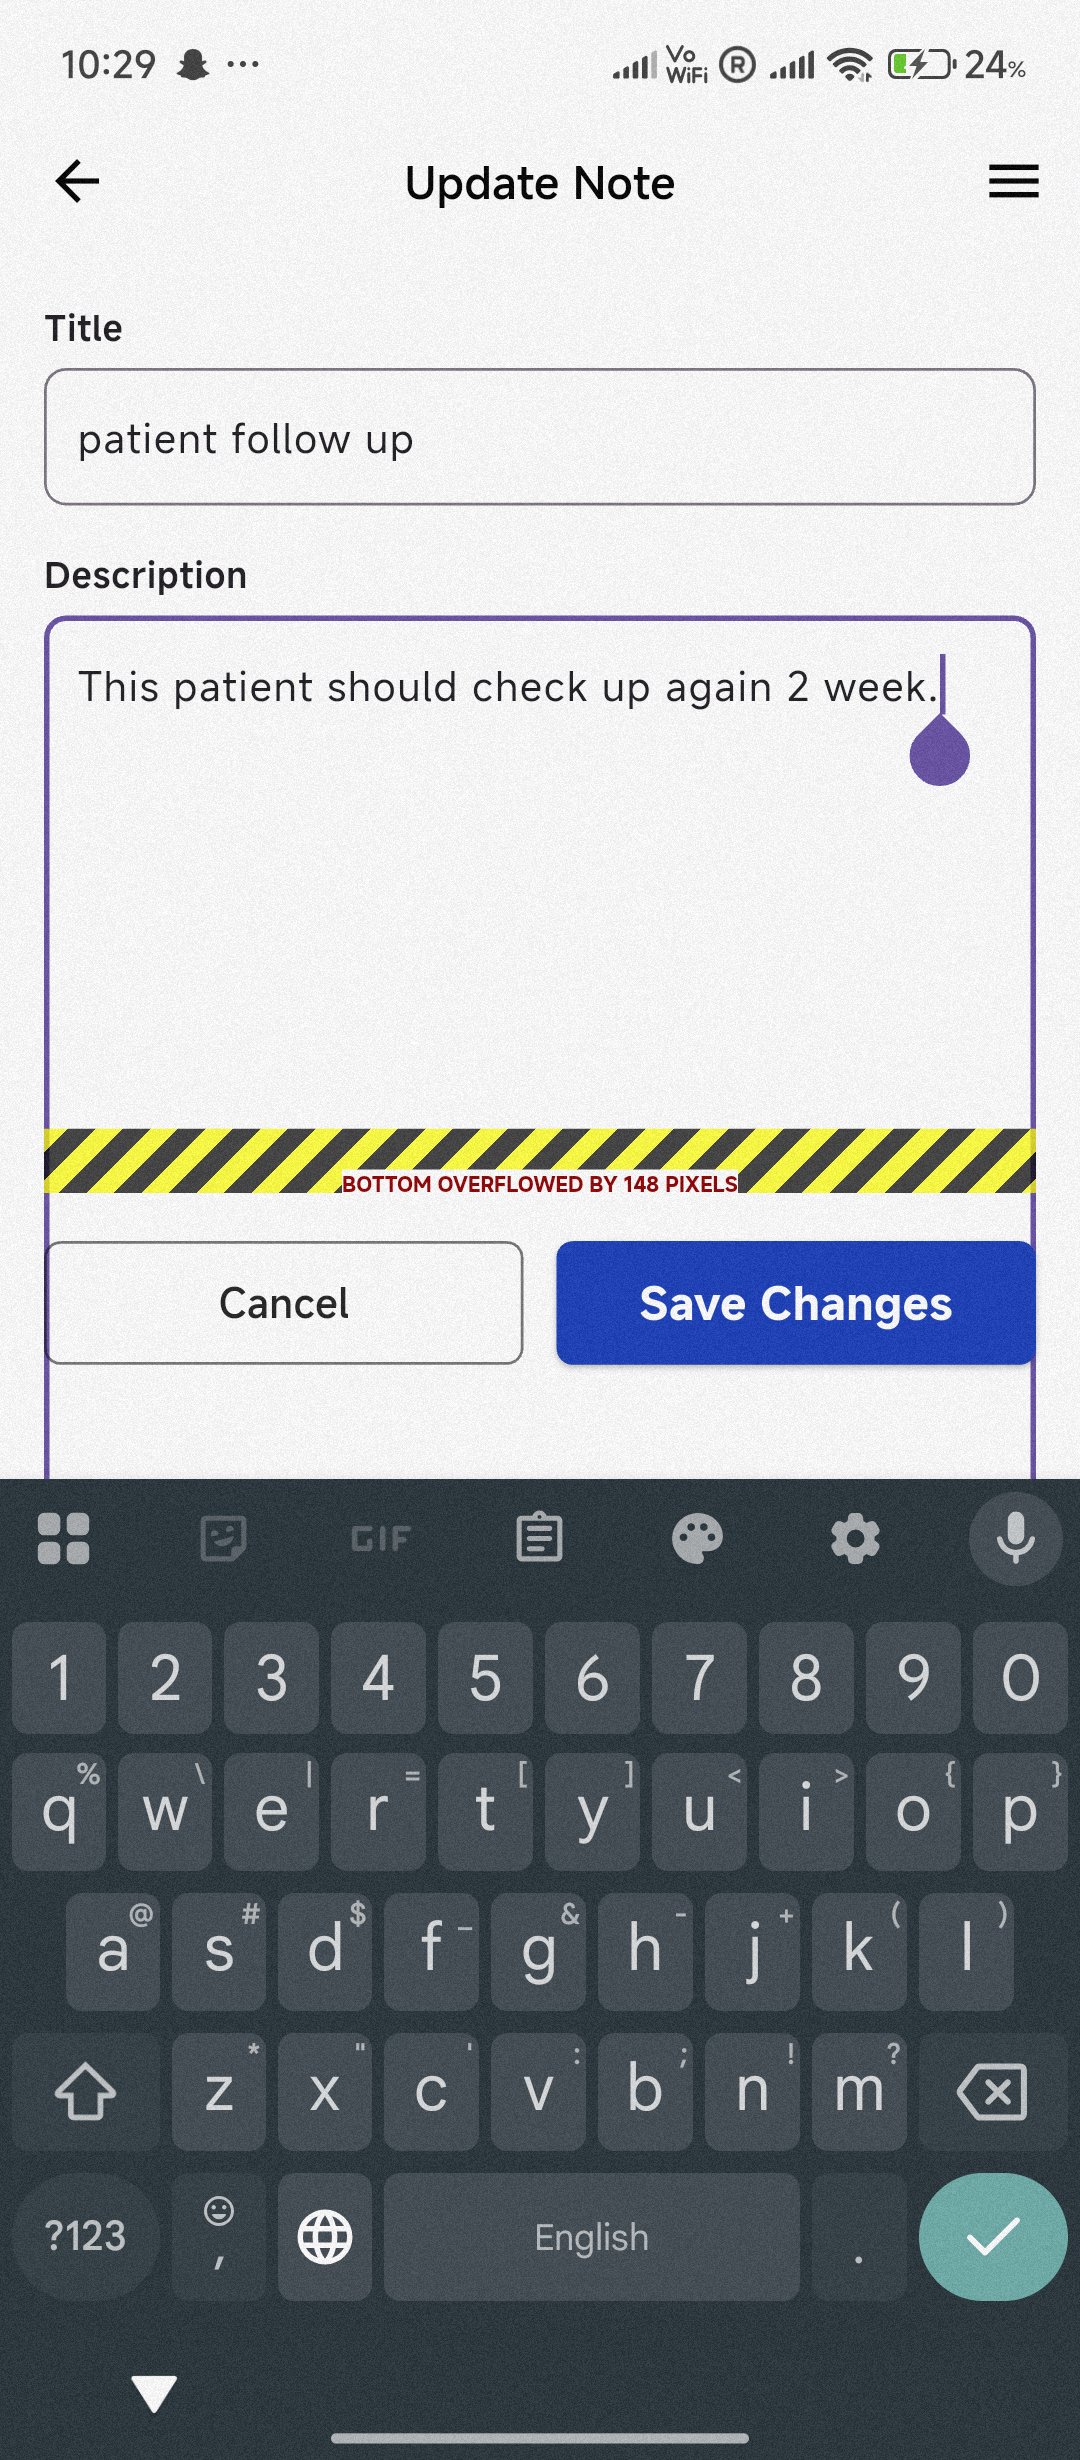 10:29 ... Vo WiFi R 24%
Update Note
Title
patient follow up
Description
This patient should check up again 2 week.
BOTTOM OVERFLOWED BY 148 PIXELS
Cancel Save Changes
GIF
1 2 3 4 5 6 7 8 9 0
% \ | = [ ] < > { }
q w e r t y u i o p
@ # $ _ & - + ( )
a s d f g h j k l
* " ' : ; ! ?
z x c v b n m
?123 , English .